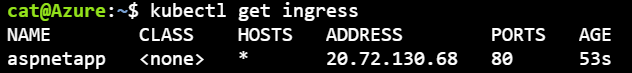 cat@Azure:~$ kubectl get ingress
NAME CLASS HOSTS ADDRESS PORTS AGE
aspnetapp <none> * 20.72.130.68 80 53s